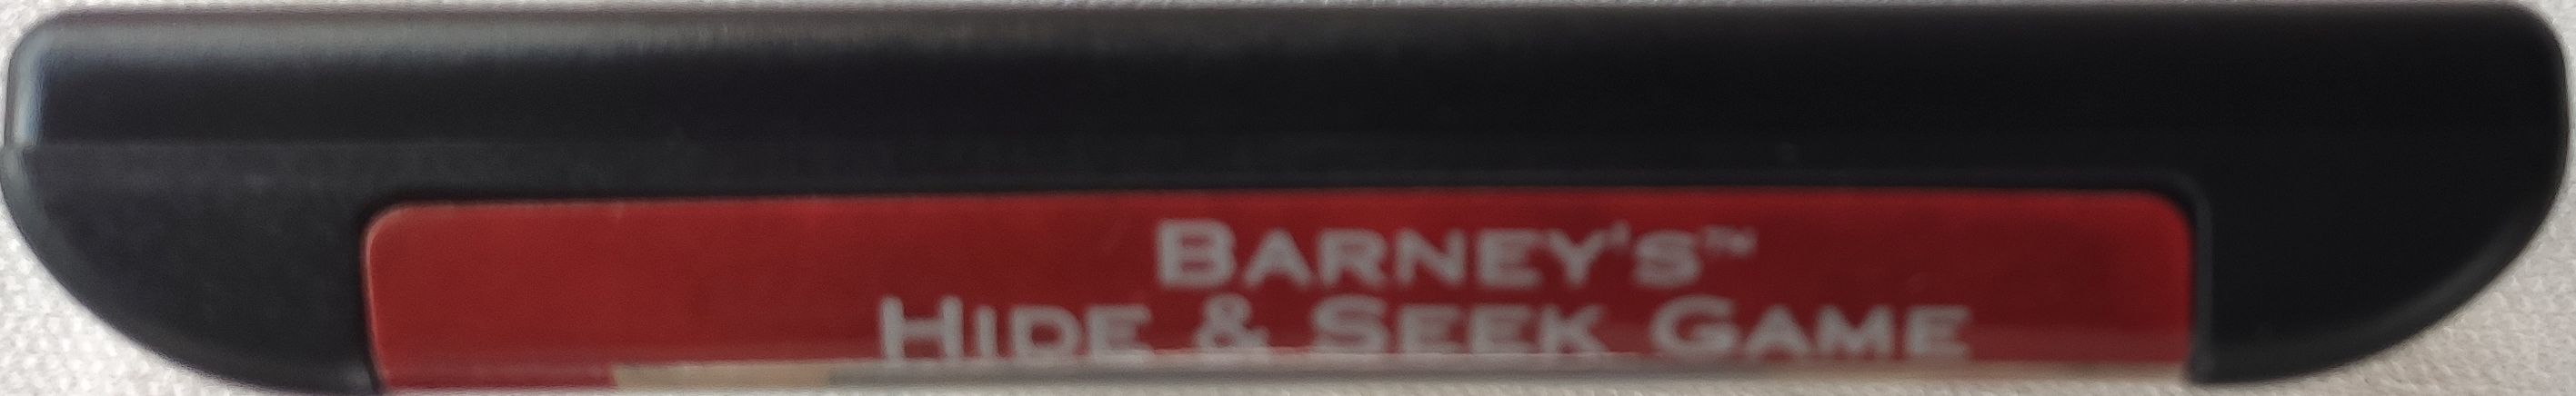 BARNEY'S™
HIDE & SEEK GAME